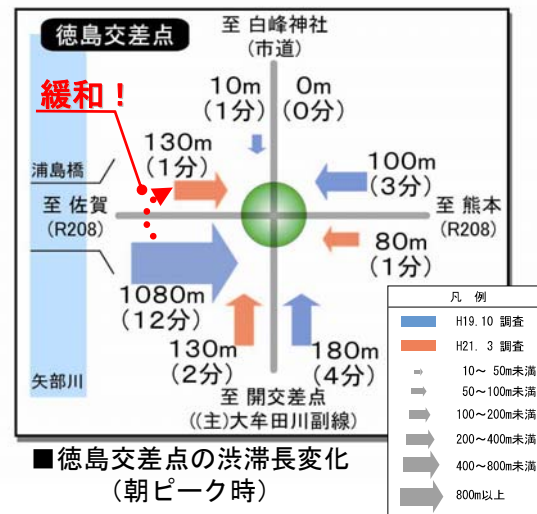 徳島交差点
至 白峰神社
(市道)
緩和！
10m
(1分)
0m
(0分)
130m
(1分)
100m
(3分)
浦島橋
至 佐賀
(R208)
至 熊本
(R208)
80m
(1分)
1080m
(12分)
130m
(2分)
180m
(4分)
矢部川
至 開交差点
((主)大牟田川副線)
凡 例
H19.10 調査
H21. 3 調査
10～ 50m未満
50～100m未満
100～200m未満
200～400m未満
400～800m未満
800m以上
■徳島交差点の渋滞長変化
(朝ピーク時)